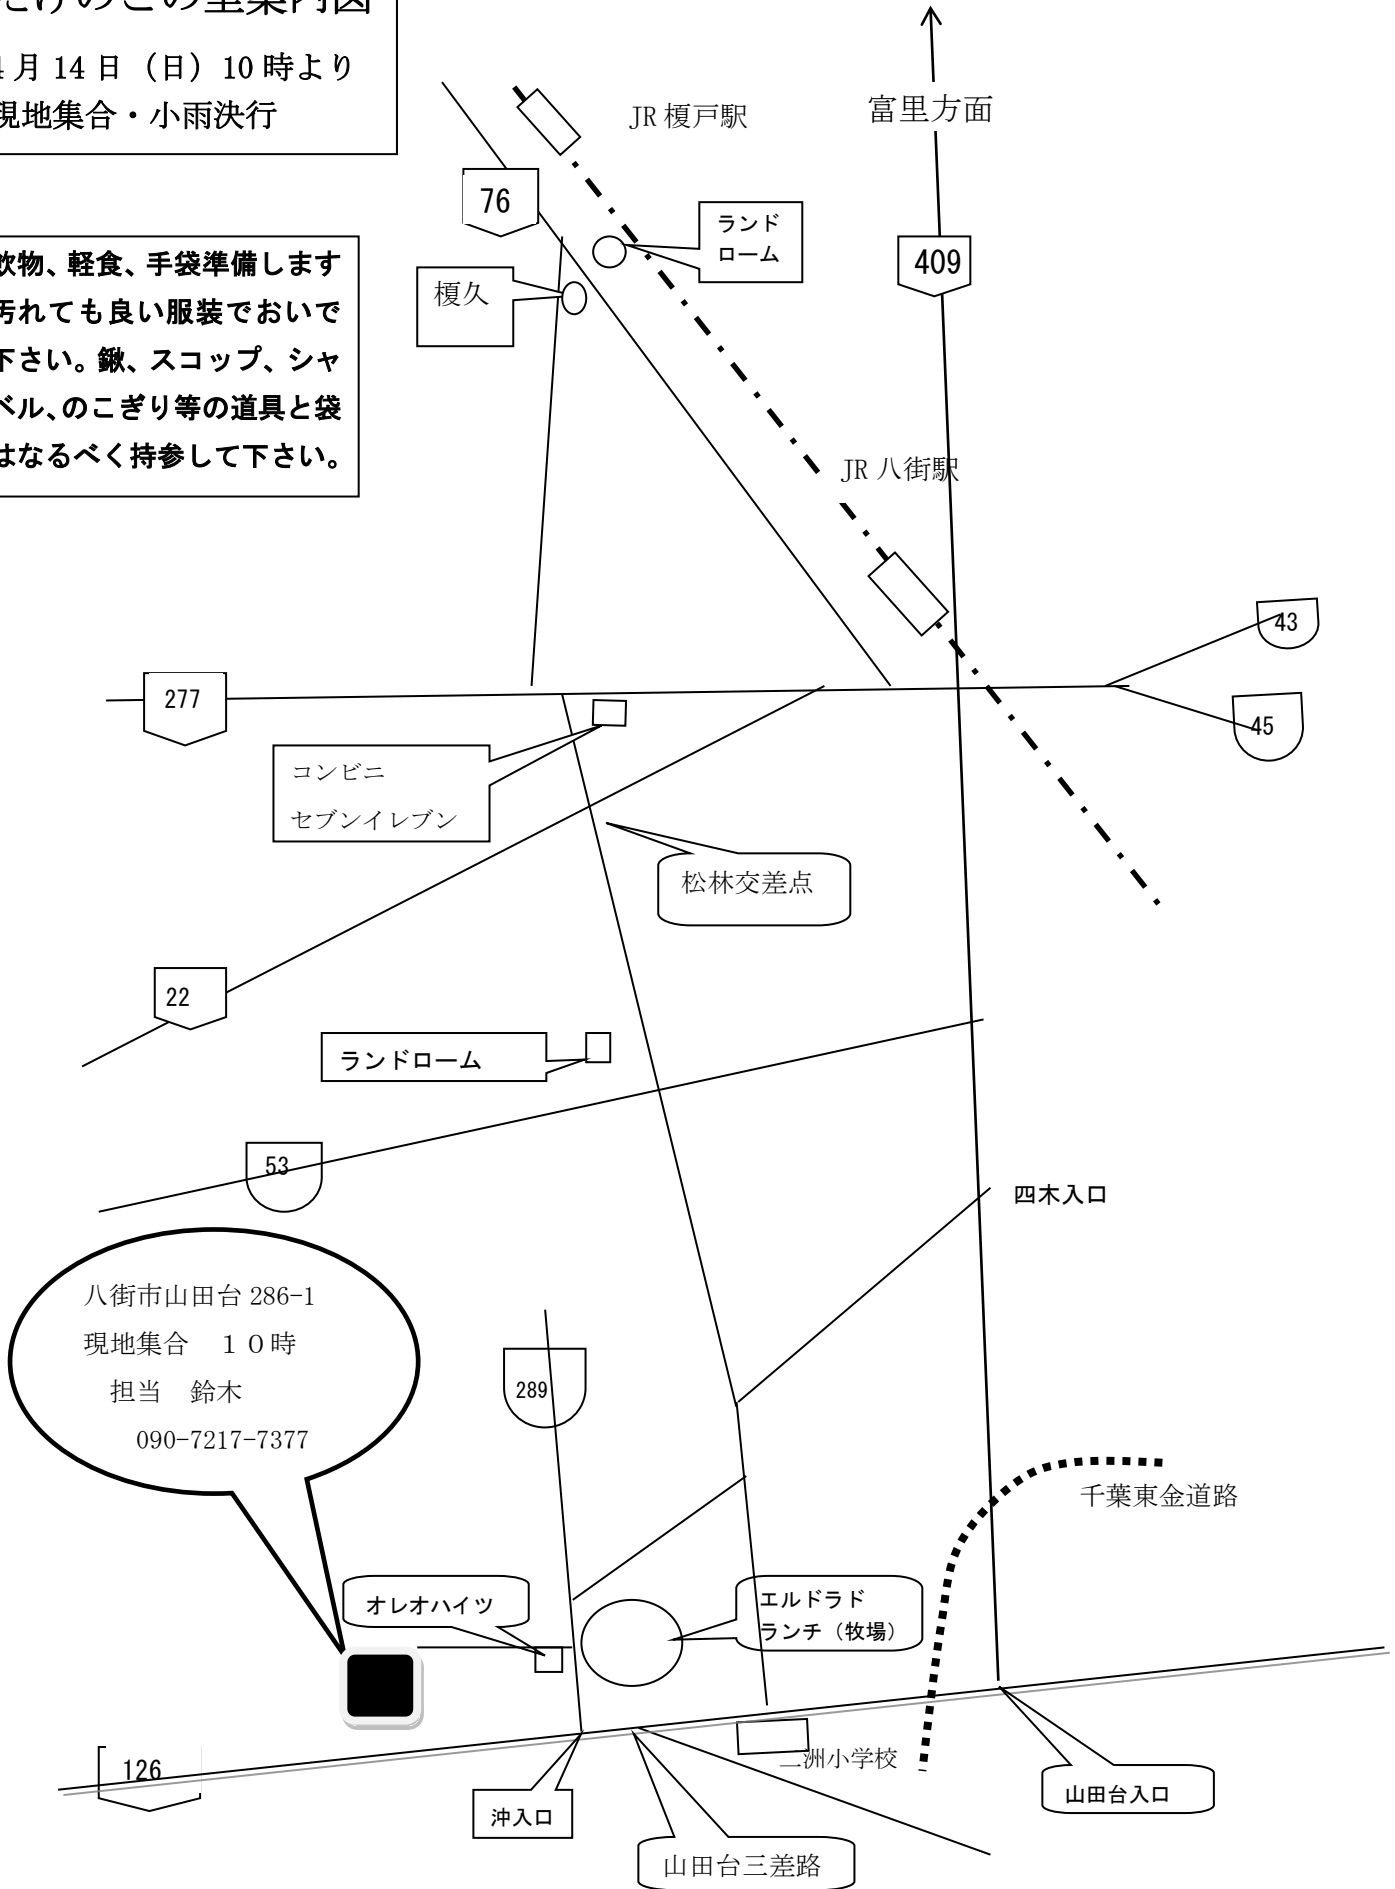 たけのこの里案内図
4月14日（日）10時より
現地集合・小雨決行
飲物、軽食、手袋準備します
汚れても良い服装でおいで
下さい。鍬、スコップ、シャ
ベル、のこぎり等の道具と袋
はなるべく持参して下さい。
JR榎戸駅
富里方面
76
ランド
ローム
409
榎久
JR八街駅
43
277
45
コンビニ
セブンイレブン
松林交差点
22
ランドローム
53
四木入口
八街市山田台286-1
現地集合　１０時
担当　鈴木
090-7217-7377
289
千葉東金道路
オレオハイツ
エルドラド
ランチ（牧場）
126
二洲小学校
山田台入口
沖入口
山田台三差路